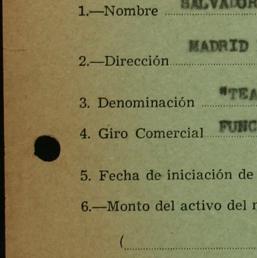 1.—Nombre SALVADOR
MADRID
2.—Dirección
3. Denominación "TEA
4. Giro Comercial FUNC
5. Fecha de iniciación de
6.—Monto del activo del
(